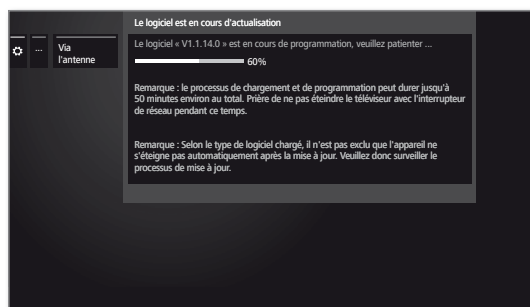 Le logiciel est en cours d'actualisation
...
Via
l'antenne
Le logiciel « V1.1.14.0 » est en cours de programmation, veuillez patienter ...
60%
Remarque : le processus de chargement et de programmation peut durer jusqu'à
50 minutes environ au total. Prière de ne pas éteindre le téléviseur avec l'interrupteur
de réseau pendant ce temps.
Remarque : Selon le type de logiciel chargé, il n'est pas exclu que l'appareil ne
s'éteigne pas automatiquement après la mise à jour. Veuillez donc surveiller le
processus de mise à jour.